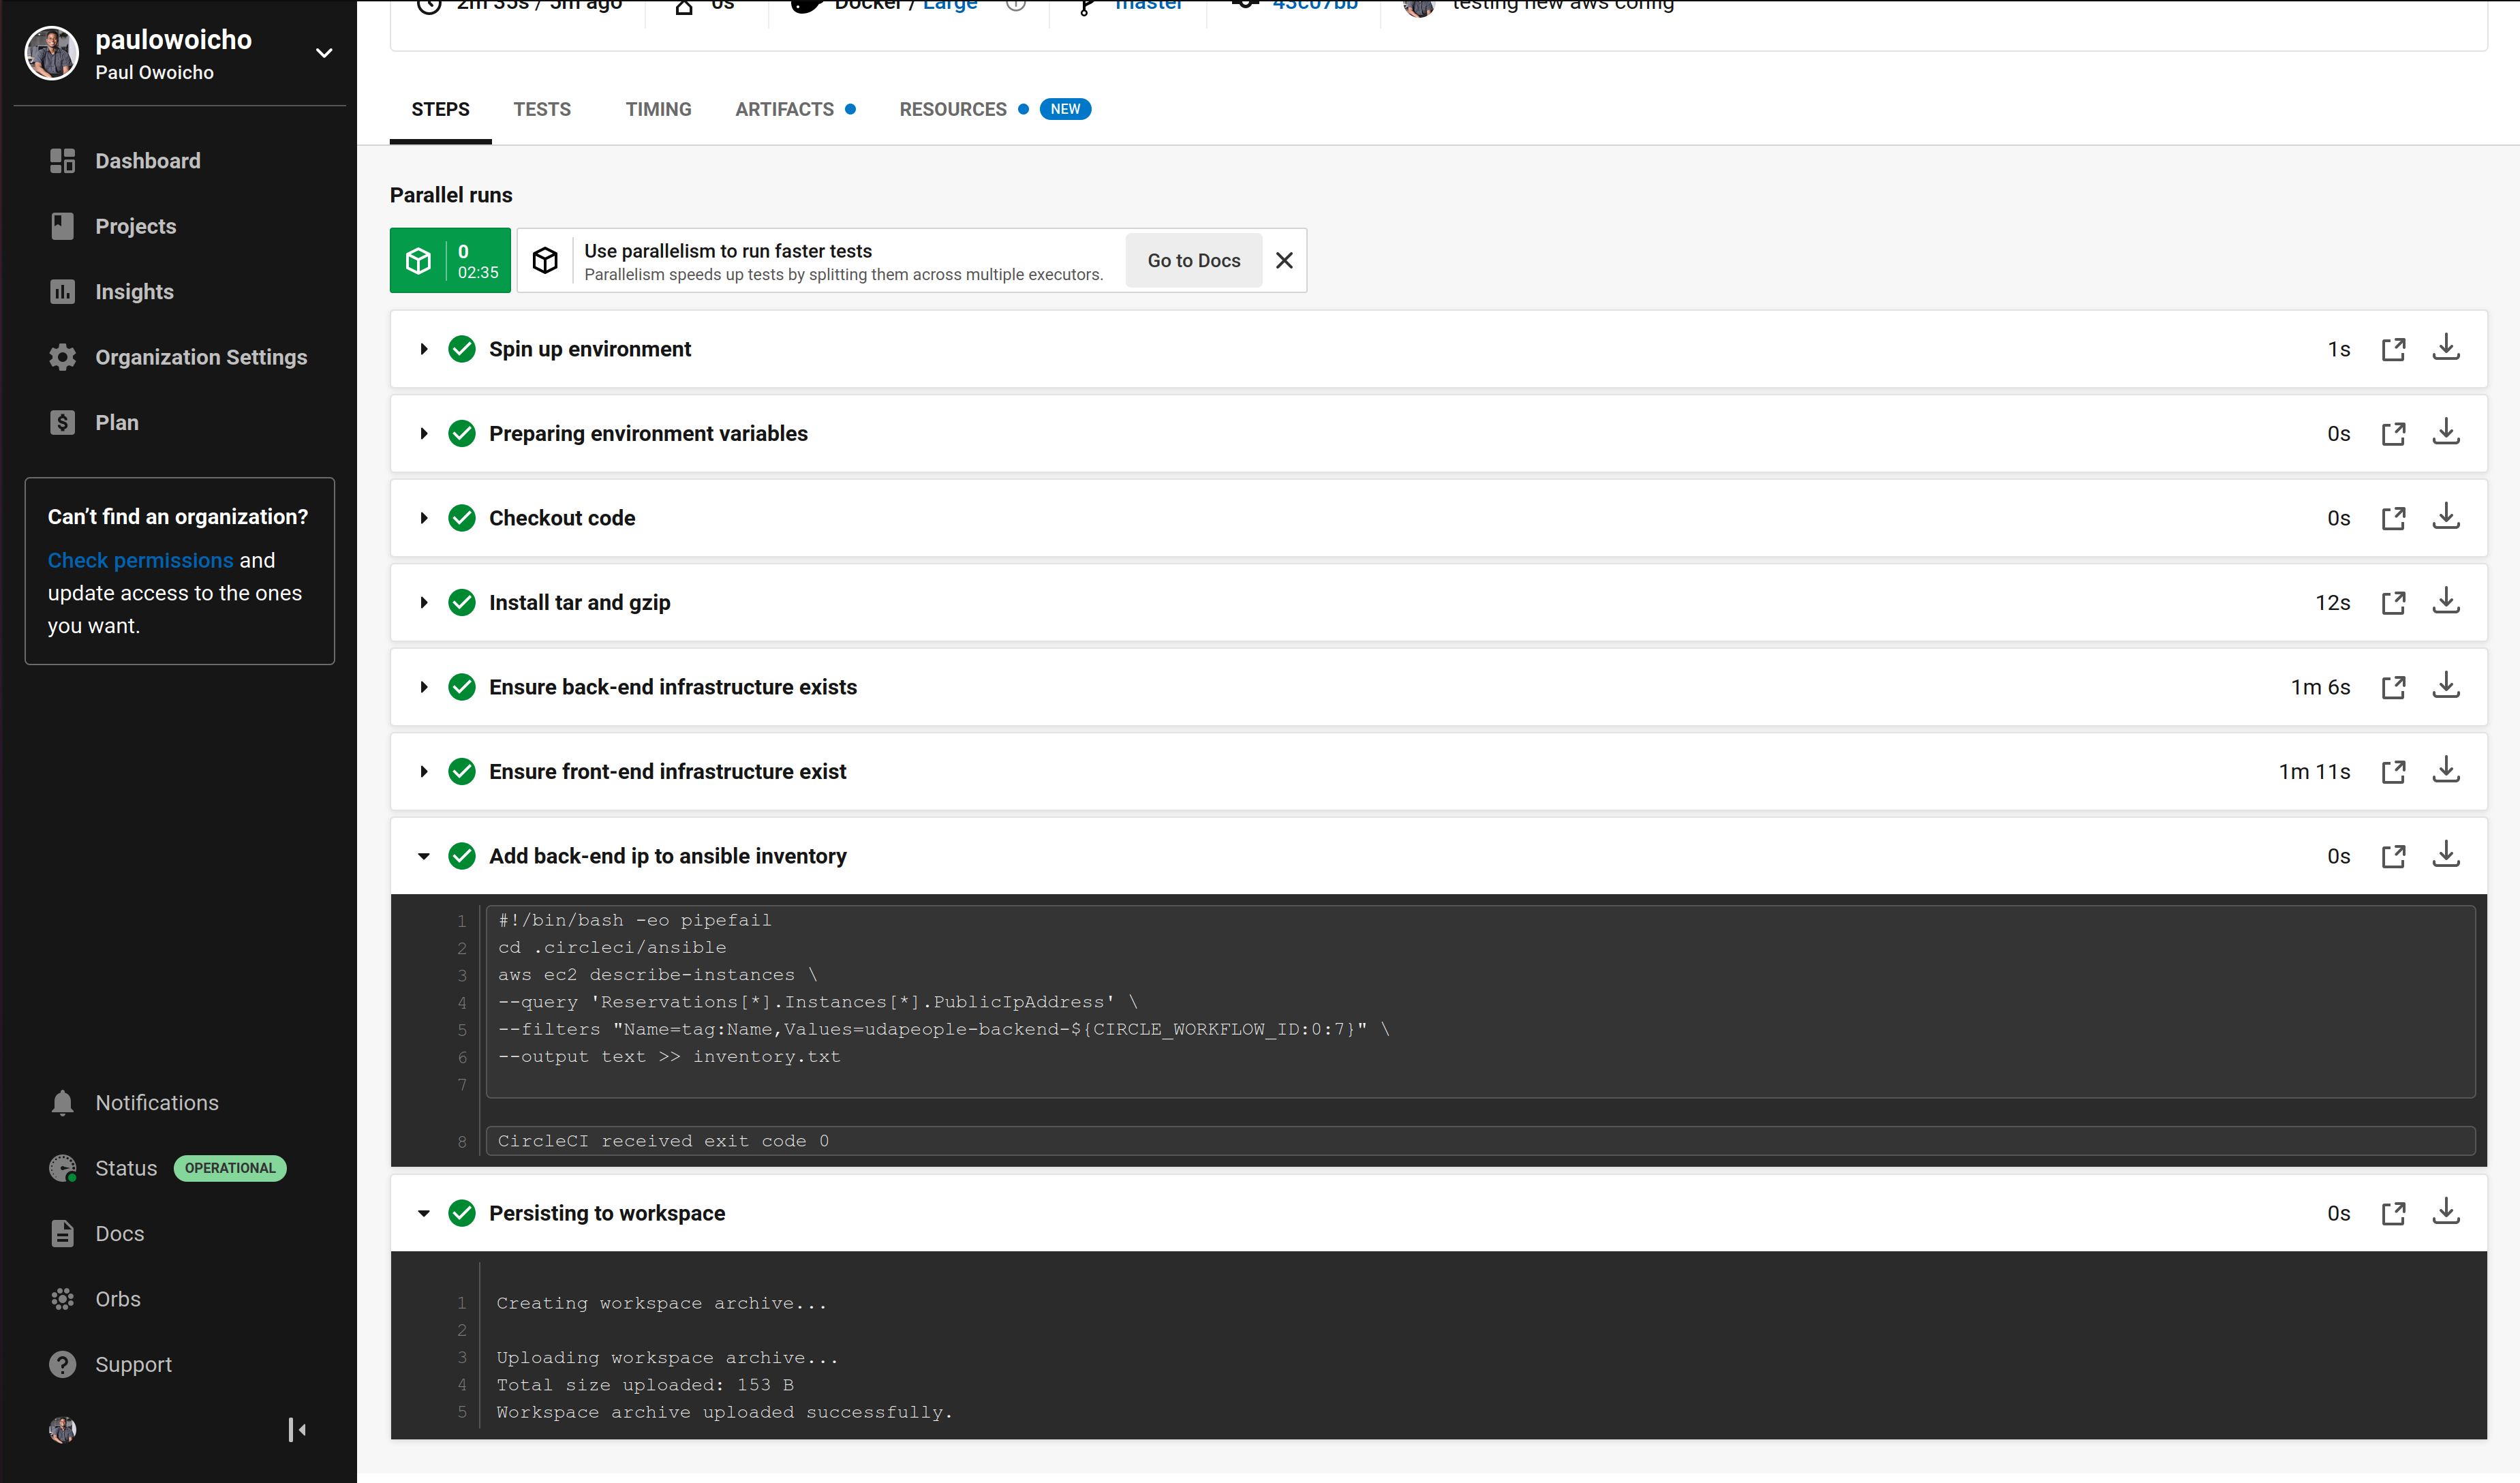 paulowoicho
Paul Owoicho
Dashboard
Projects
Insights
Organization Settings
Plan
Can't find an organization?
Check permissions and
update access to the ones
you want.
Notifications
Status OPERATIONAL
Docs
Orbs
Support
2m 35s / 5m ago 0s Docker / Large master testing new aws config
STEPS TESTS TIMING ARTIFACTS RESOURCES NEW
Parallel runs
0
02:35
Use parallelism to run faster tests
Parallelism speeds up tests by splitting them across multiple executors.
Go to Docs
Spin up environment 1s
Preparing environment variables 0s
Checkout code 0s
Install tar and gzip 12s
Ensure back-end infrastructure exists 1m 6s
Ensure front-end infrastructure exist 1m 11s
Add back-end ip to ansible inventory 0s
1 #!/bin/bash -eo pipefail
2 cd .circleci/ansible
3 aws ec2 describe-instances \
4 --query 'Reservations[*].Instances[*].PublicIpAddress' \
5 --filters "Name=tag:Name,Values=udapeople-backend-${CIRCLE_WORKFLOW_ID:0:7}" \
6 --output text >> inventory.txt
7
8 CircleCI received exit code 0
Persisting to workspace 0s
1 Creating workspace archive...
2
3 Uploading workspace archive...
4 Total size uploaded: 153 B
5 Workspace archive uploaded successfully.